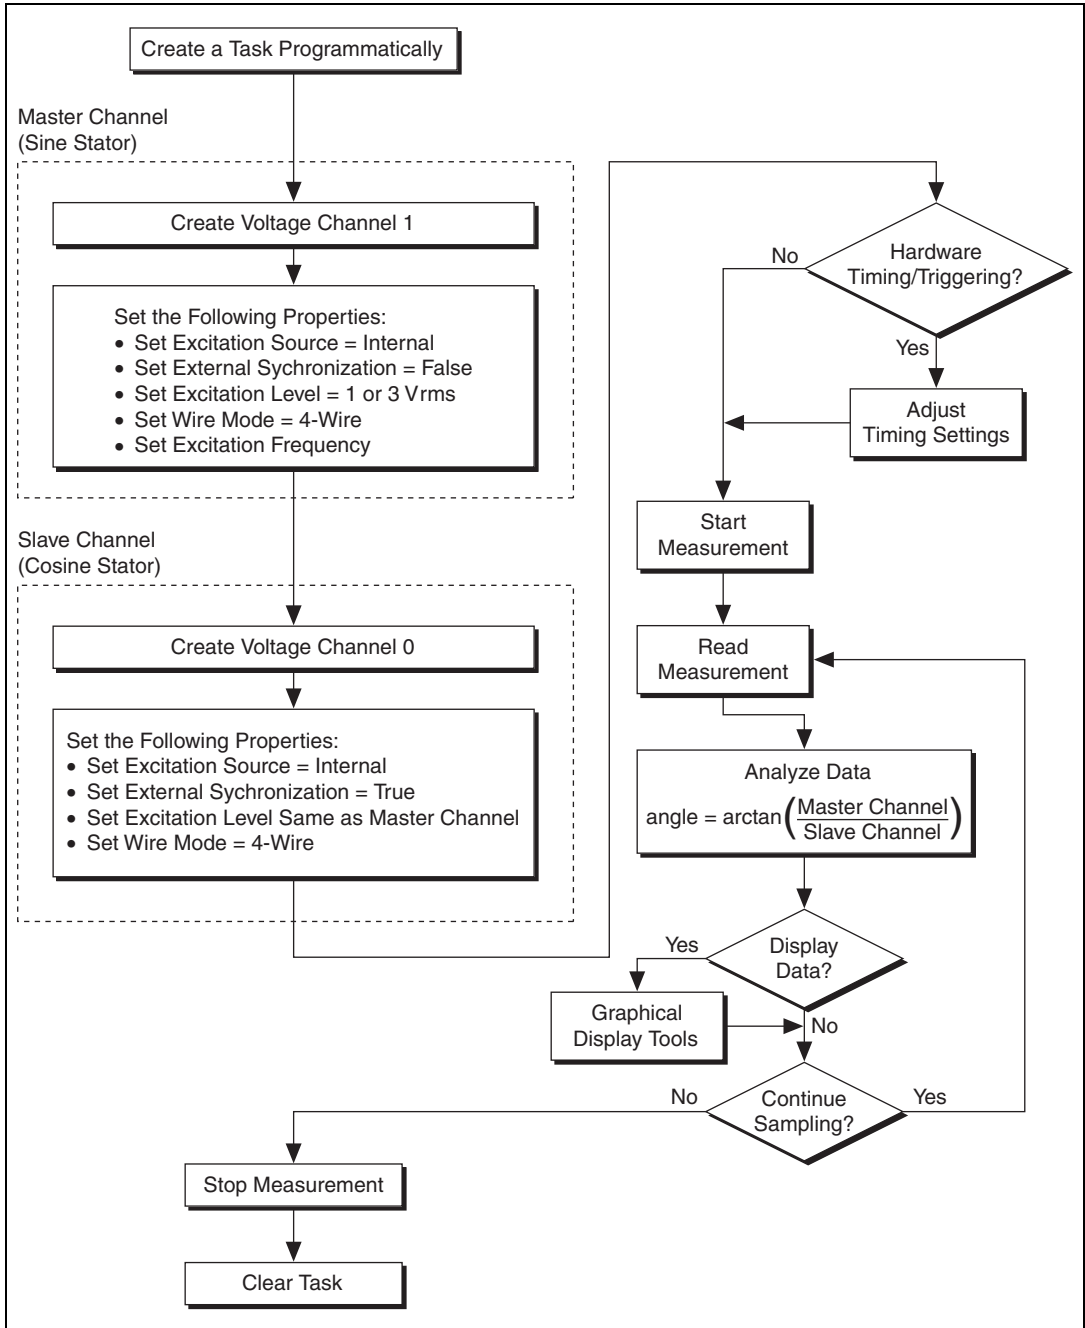 Create a Task Programmatically
Master Channel
(Sine Stator)
Create Voltage Channel 1
Set the Following Properties:
• Set Excitation Source = Internal
• Set External Sychronization = False
• Set Excitation Level = 1 or 3 Vrms
• Set Wire Mode = 4-Wire
• Set Excitation Frequency
Slave Channel
(Cosine Stator)
Create Voltage Channel 0
Set the Following Properties:
• Set Excitation Source = Internal
• Set External Sychronization = True
• Set Excitation Level Same as Master Channel
• Set Wire Mode = 4-Wire
Hardware
Timing/Triggering?
No
Yes
Adjust
Timing Settings
Start
Measurement
Read
Measurement
Analyze Data
angle = arctan(Master Channel
Slave Channel)
Display
Data?
Yes
Graphical
Display Tools
No
Continue
Sampling?
No
Yes
Stop Measurement
Clear Task